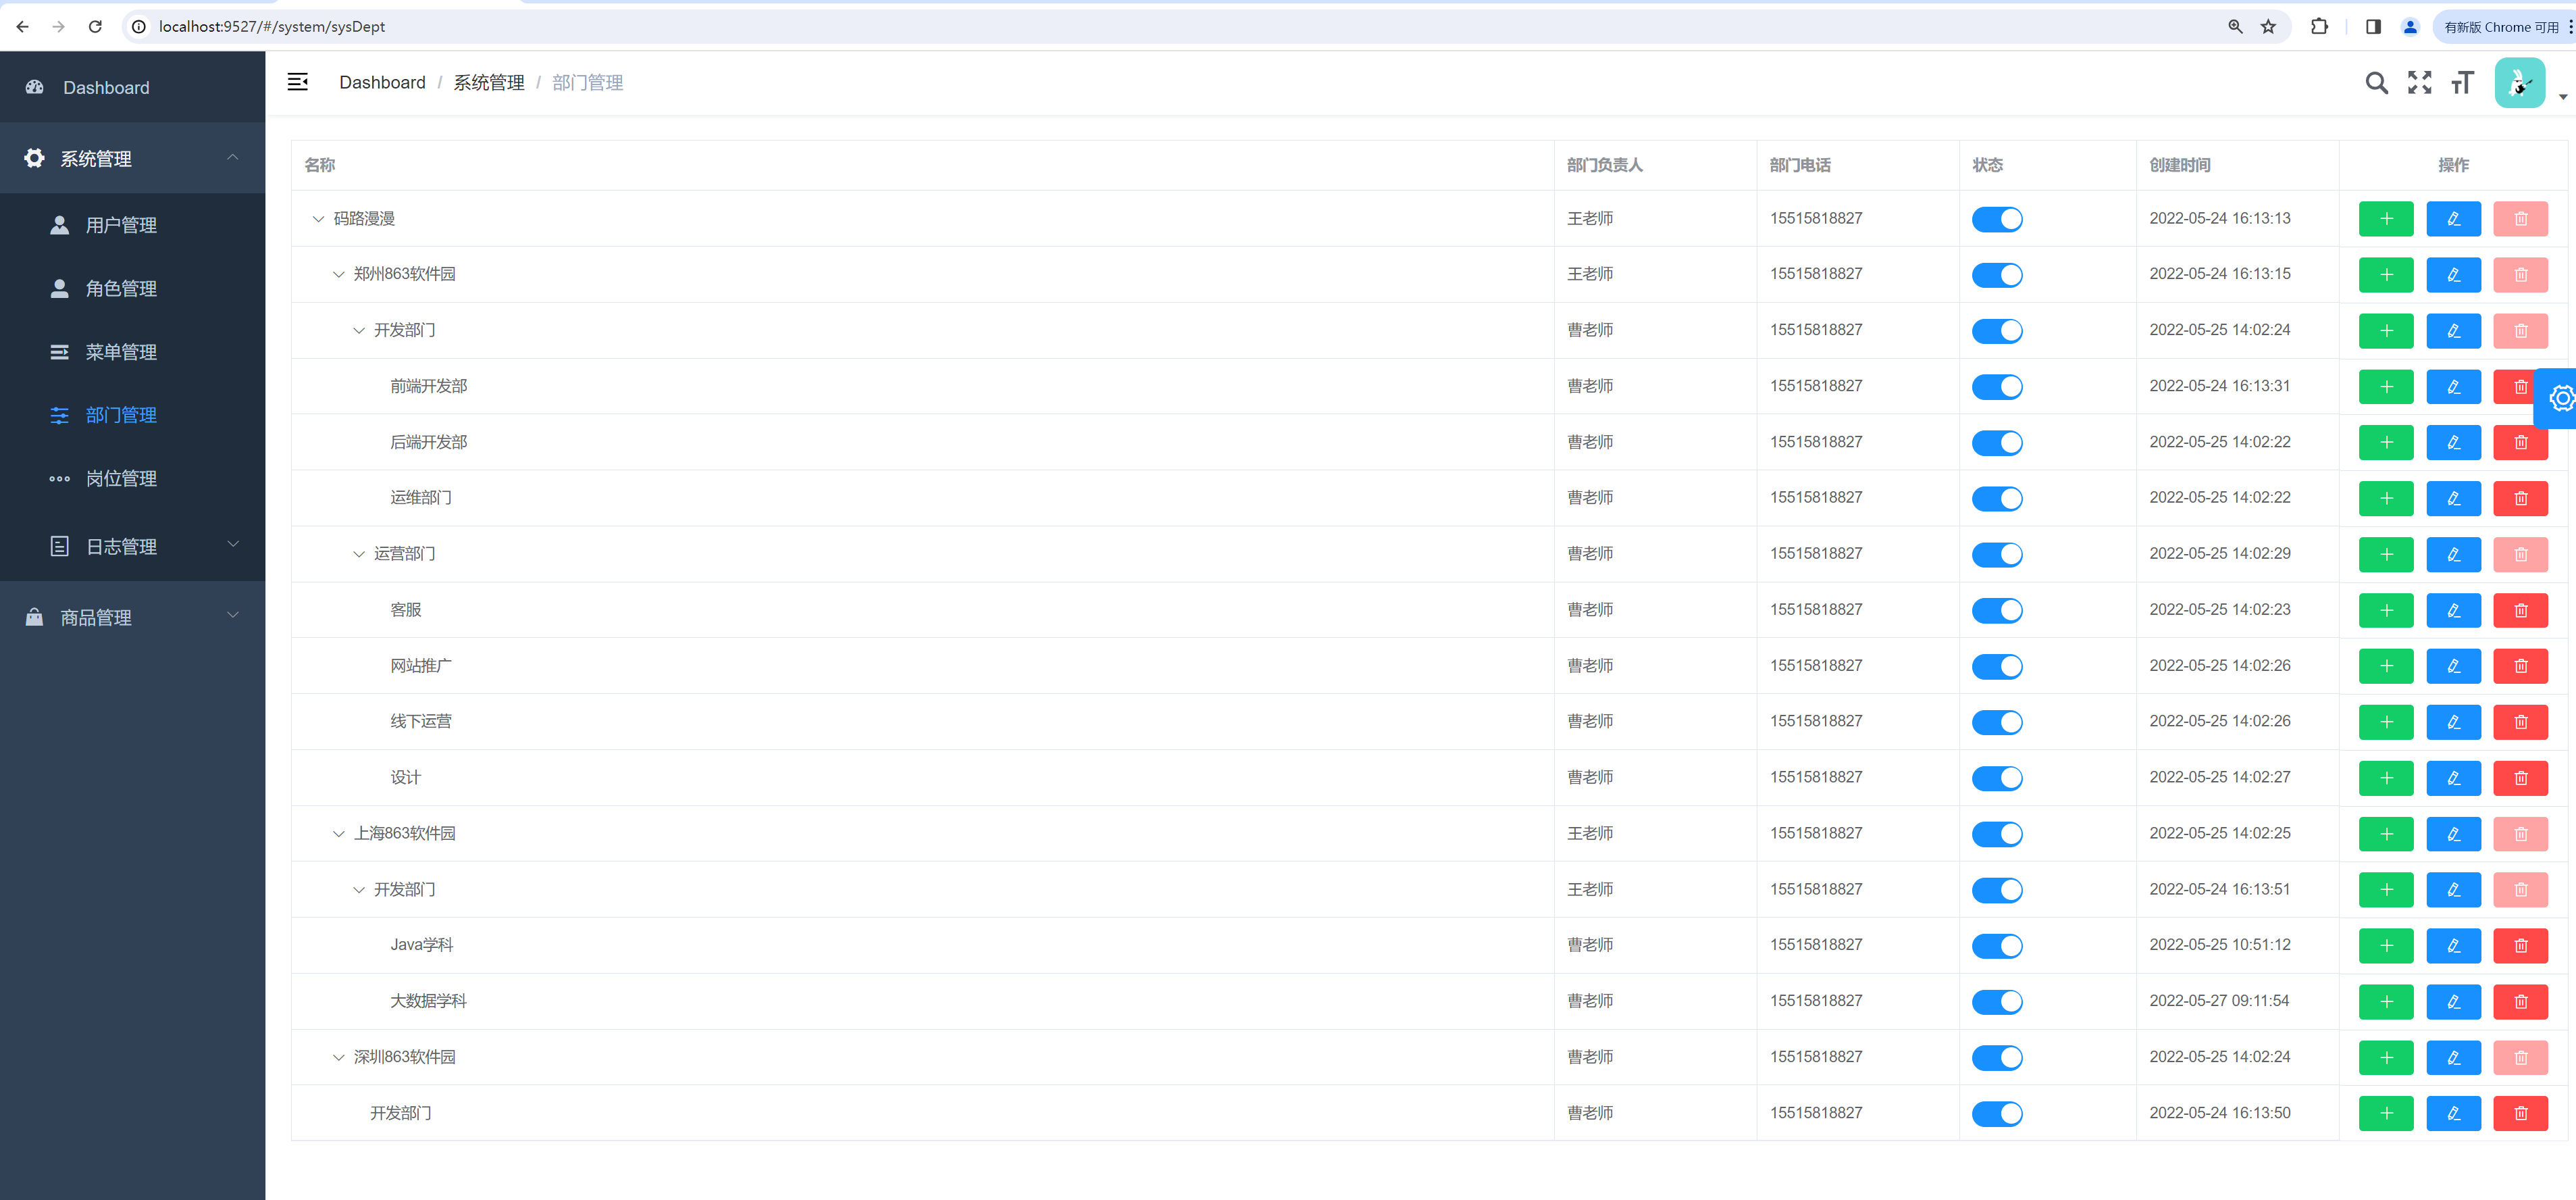 localhost:9527/#/system/sysDept
有新版 Chrome 可用
Dashboard
系统管理
用户管理
角色管理
菜单管理
部门管理
岗位管理
日志管理
商品管理
Dashboard / 系统管理 / 部门管理
名称 部门负责人 部门电话 状态 创建时间 操作
码路漫漫 王老师 15515818827 2022-05-24 16:13:13
郑州863软件园 王老师 15515818827 2022-05-24 16:13:15
开发部门 曹老师 15515818827 2022-05-25 14:02:24
前端开发部 曹老师 15515818827 2022-05-24 16:13:31
后端开发部 曹老师 15515818827 2022-05-25 14:02:22
运维部门 曹老师 15515818827 2022-05-25 14:02:22
运营部门 曹老师 15515818827 2022-05-25 14:02:29
客服 曹老师 15515818827 2022-05-25 14:02:23
网站推广 曹老师 15515818827 2022-05-25 14:02:26
线下运营 曹老师 15515818827 2022-05-25 14:02:26
设计 曹老师 15515818827 2022-05-25 14:02:27
上海863软件园 王老师 15515818827 2022-05-25 14:02:25
开发部门 王老师 15515818827 2022-05-24 16:13:51
Java学科 曹老师 15515818827 2022-05-25 10:51:12
大数据学科 曹老师 15515818827 2022-05-27 09:11:54
深圳863软件园 曹老师 15515818827 2022-05-25 14:02:24
开发部门 曹老师 15515818827 2022-05-24 16:13:50